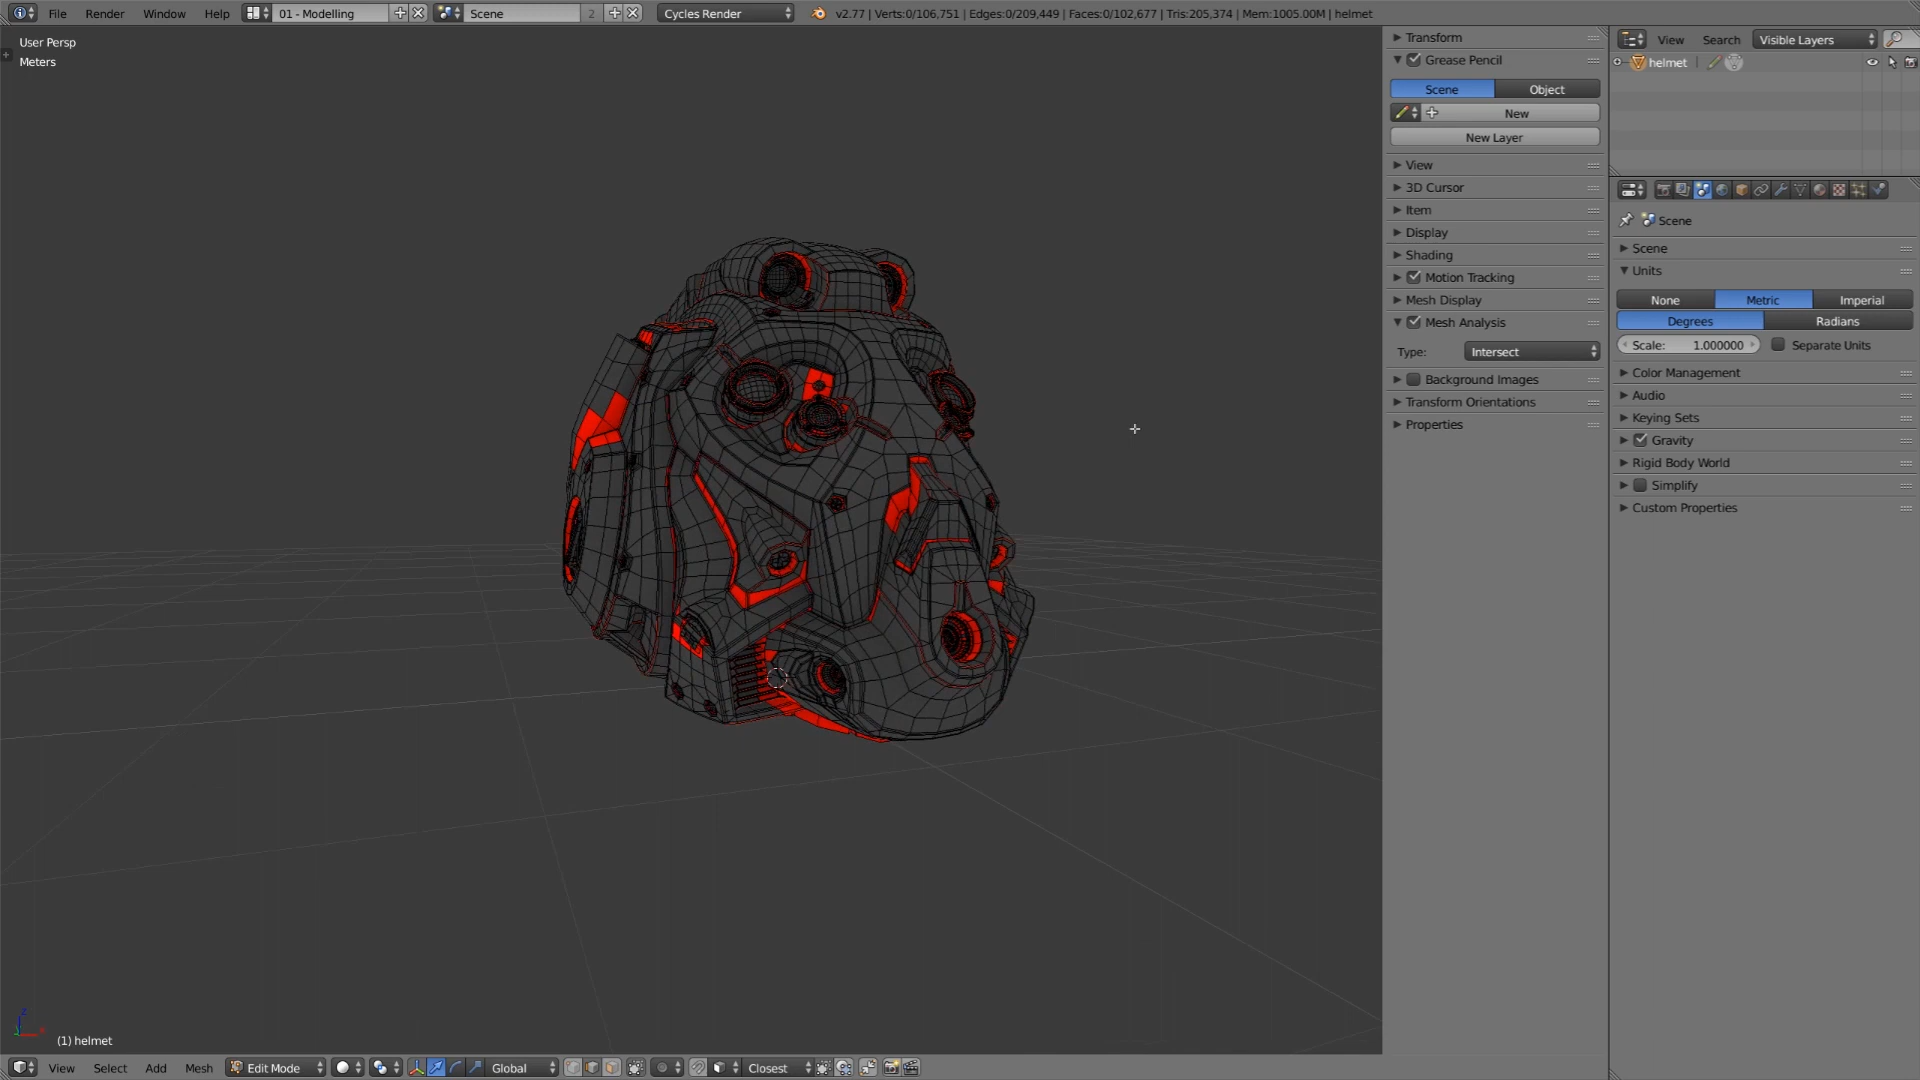 File Render Window Help 01 - Modelling Scene 2 Cycles Render v2.77 | Verts:0/106,751 | Edges:0/209,449 | Faces:0/102,677 | Tris:205,374 | Mem:1005.00M | helmet
User Persp
Meters
Transform
Grease Pencil
Scene Object
New
New Layer
View
3D Cursor
Item
Display
Shading
Motion Tracking
Mesh Display
Mesh Analysis
Type: Intersect
Background Images
Transform Orientations
Properties
View Search Visible Layers
helmet
Scene
Scene
Units
None Metric Imperial
Degrees Radians
Scale: 1.000000 Separate Units
Color Management
Audio
Keying Sets
Gravity
Rigid Body World
Simplify
Custom Properties
z
x
(1) helmet
View Select Add Mesh Edit Mode Global Closest